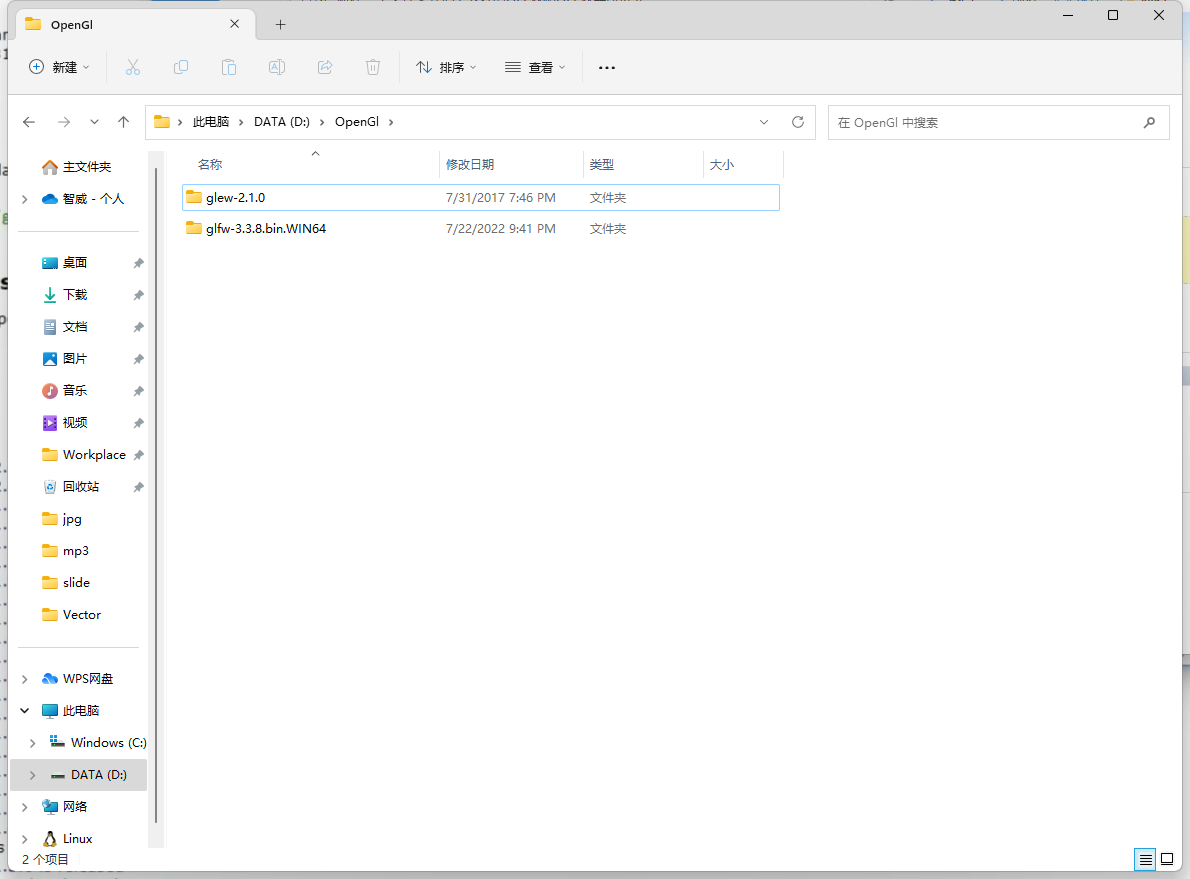 OpenGl
新建
排序
查看
此电脑 DATA (D:) OpenGl
在 OpenGl 中搜索
名称 修改日期 类型 大小
glew-2.1.0 7/31/2017 7:46 PM 文件夹
glfw-3.3.8.bin.WIN64 7/22/2022 9:41 PM 文件夹
主文件夹
智威 - 个人
桌面
下载
文档
图片
音乐
视频
Workplace
回收站
jpg
mp3
slide
Vector
WPS网盘
此电脑
Windows (C:)
DATA (D:)
网络
Linux
2 个项目